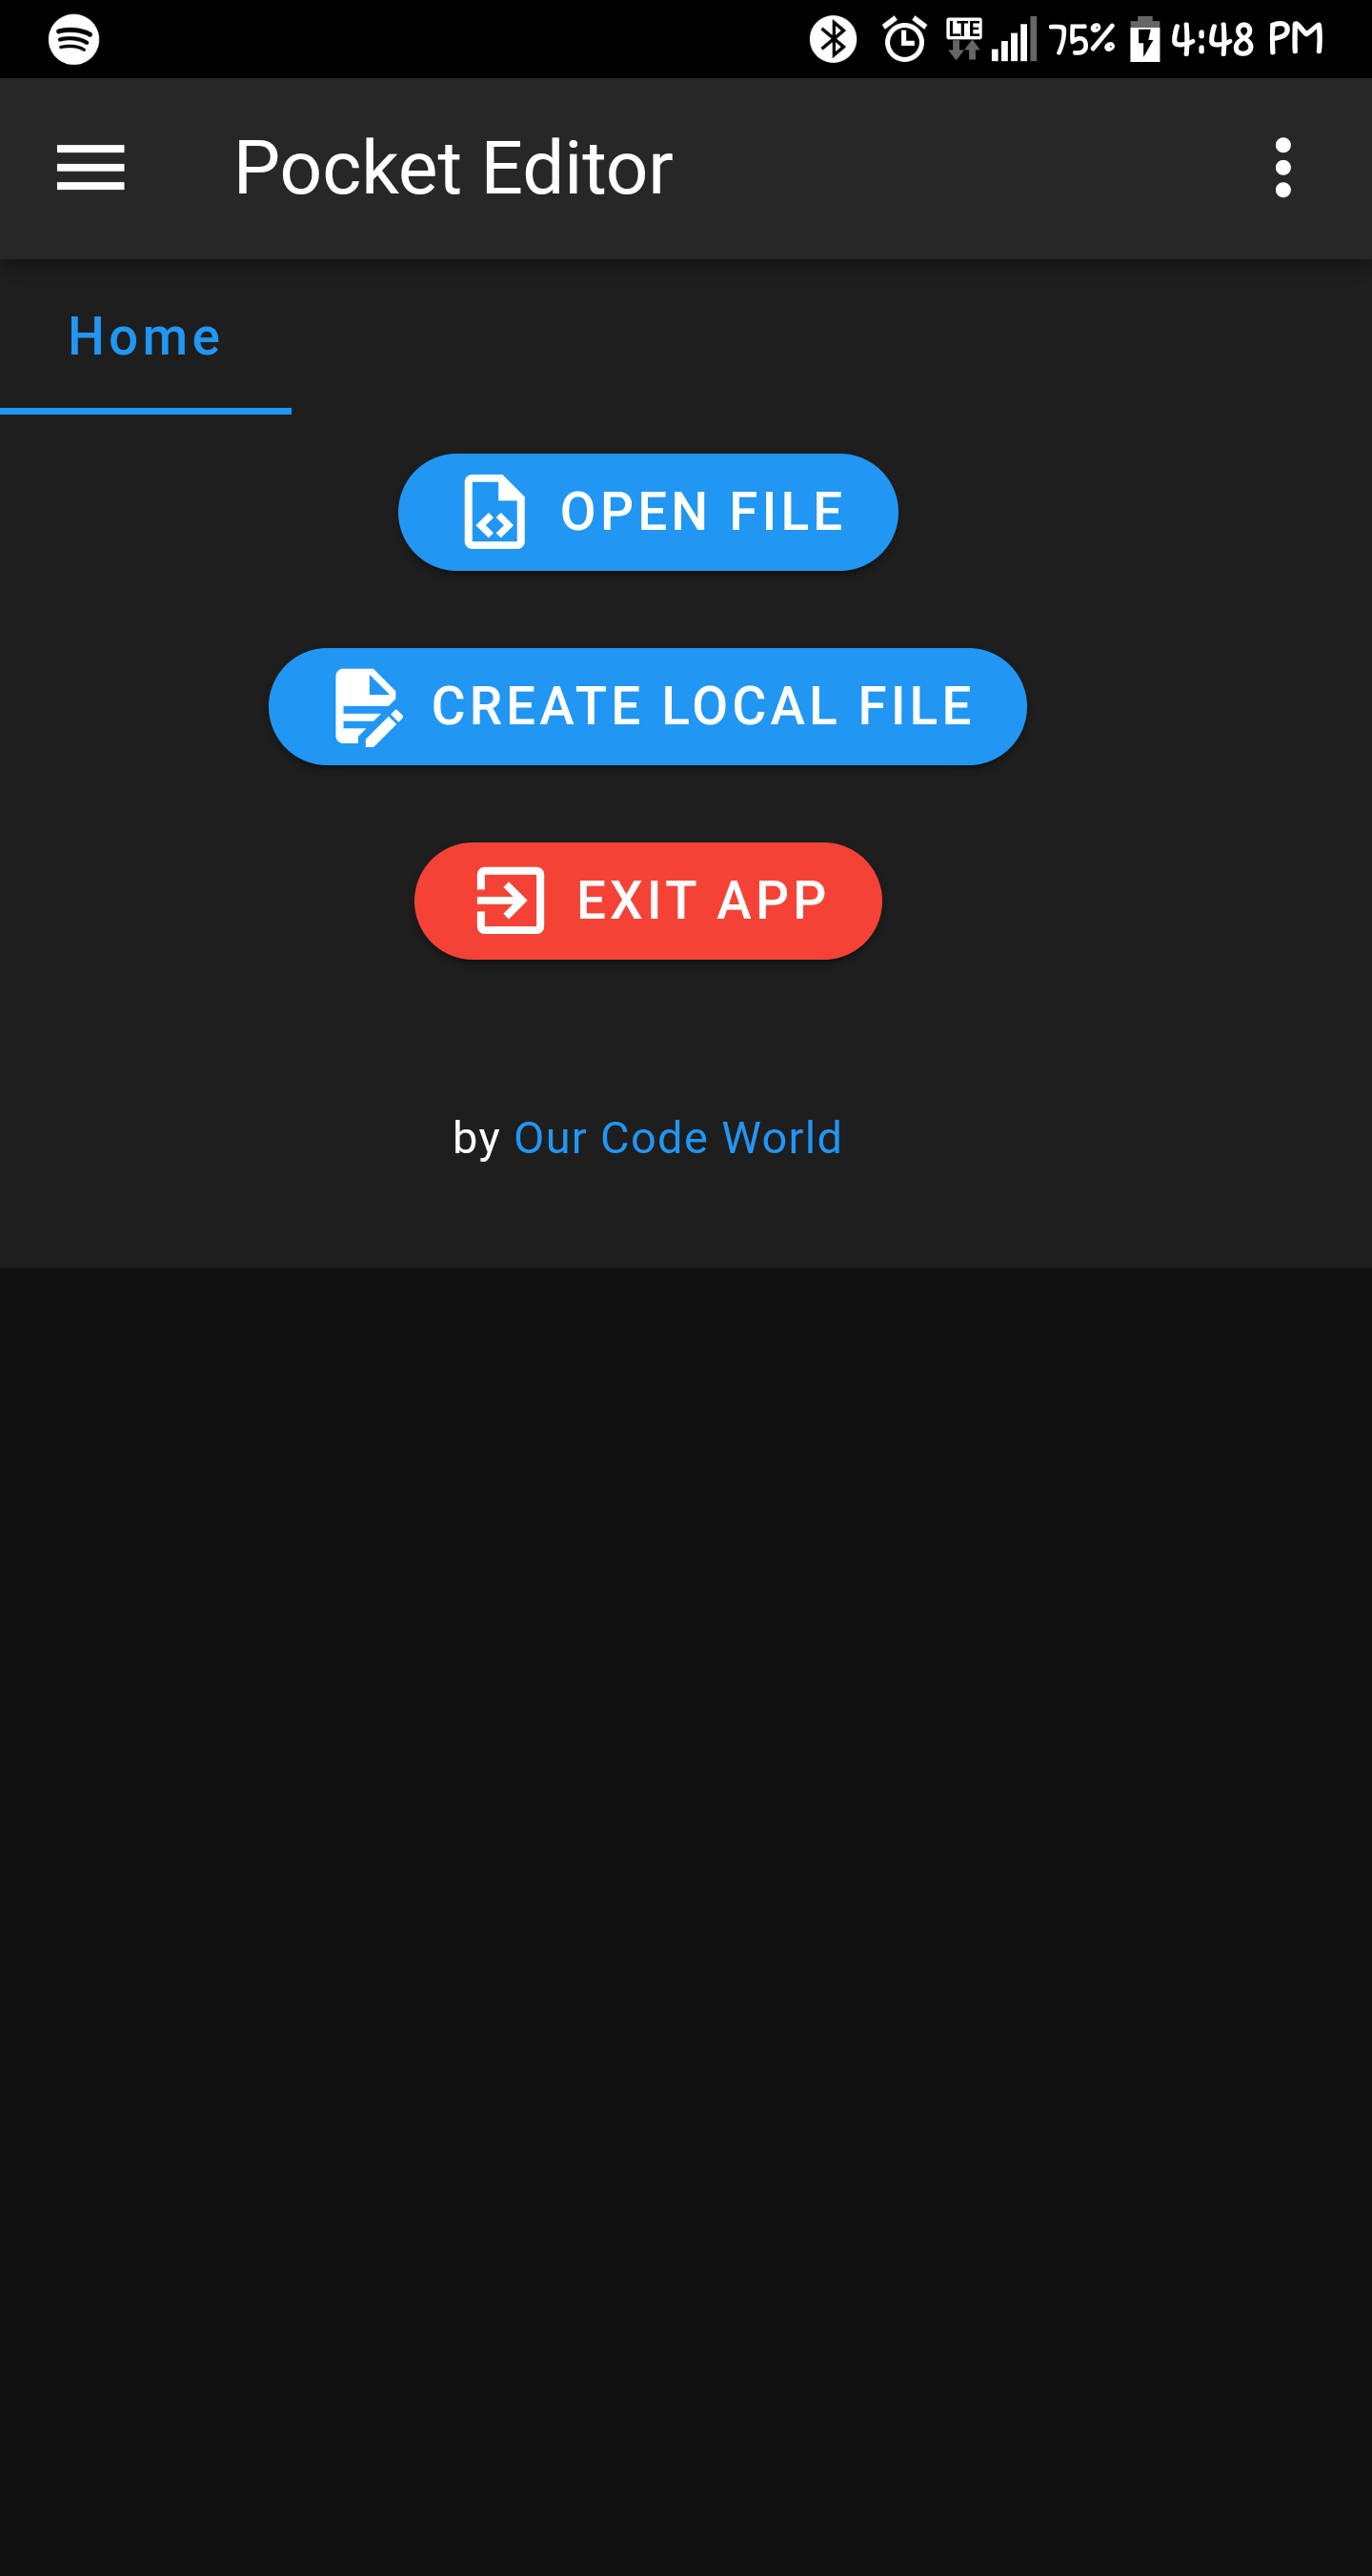 LTE 75% 4:48 PM
Pocket Editor
Home
OPEN FILE
CREATE LOCAL FILE
EXIT APP
by Our Code World